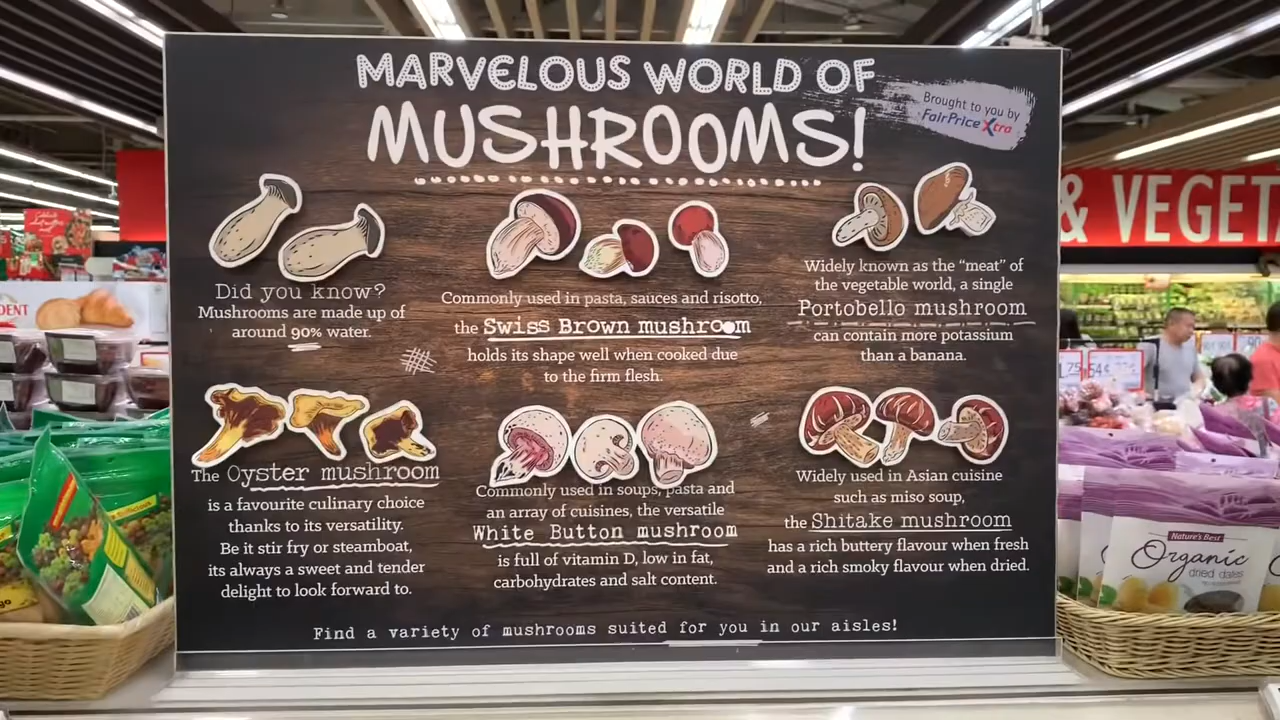 MARVELOUS WORLD OF
MUSHROOMS!
Brought to you by
FairPrice Xtra
Did you know?
Mushrooms are made up of
around 90% water.
Commonly used in pasta, sauces and risotto,
the Swiss Brown mushroom
holds its shape well when cooked due
to the firm flesh.
Widely known as the “meat” of
the vegetable world, a single
Portobello mushroom
can contain more potassium
than a banana.
The Oyster mushroom
is a favourite culinary choice
thanks to its versatility.
Be it stir fry or steamboat,
its always a sweet and tender
delight to look forward to.
Commonly used in soups, pasta and
an array of cuisines, the versatile
White Button mushroom
is full of vitamin D, low in fat,
carbohydrates and salt content.
Widely used in Asian cuisine
such as miso soup,
the Shitake mushroom
has a rich buttery flavour when fresh
and a rich smoky flavour when dried.
Find a variety of mushrooms suited for you in our aisles!
& VEGET
DENT
Nature's Best
Organic
dried dates